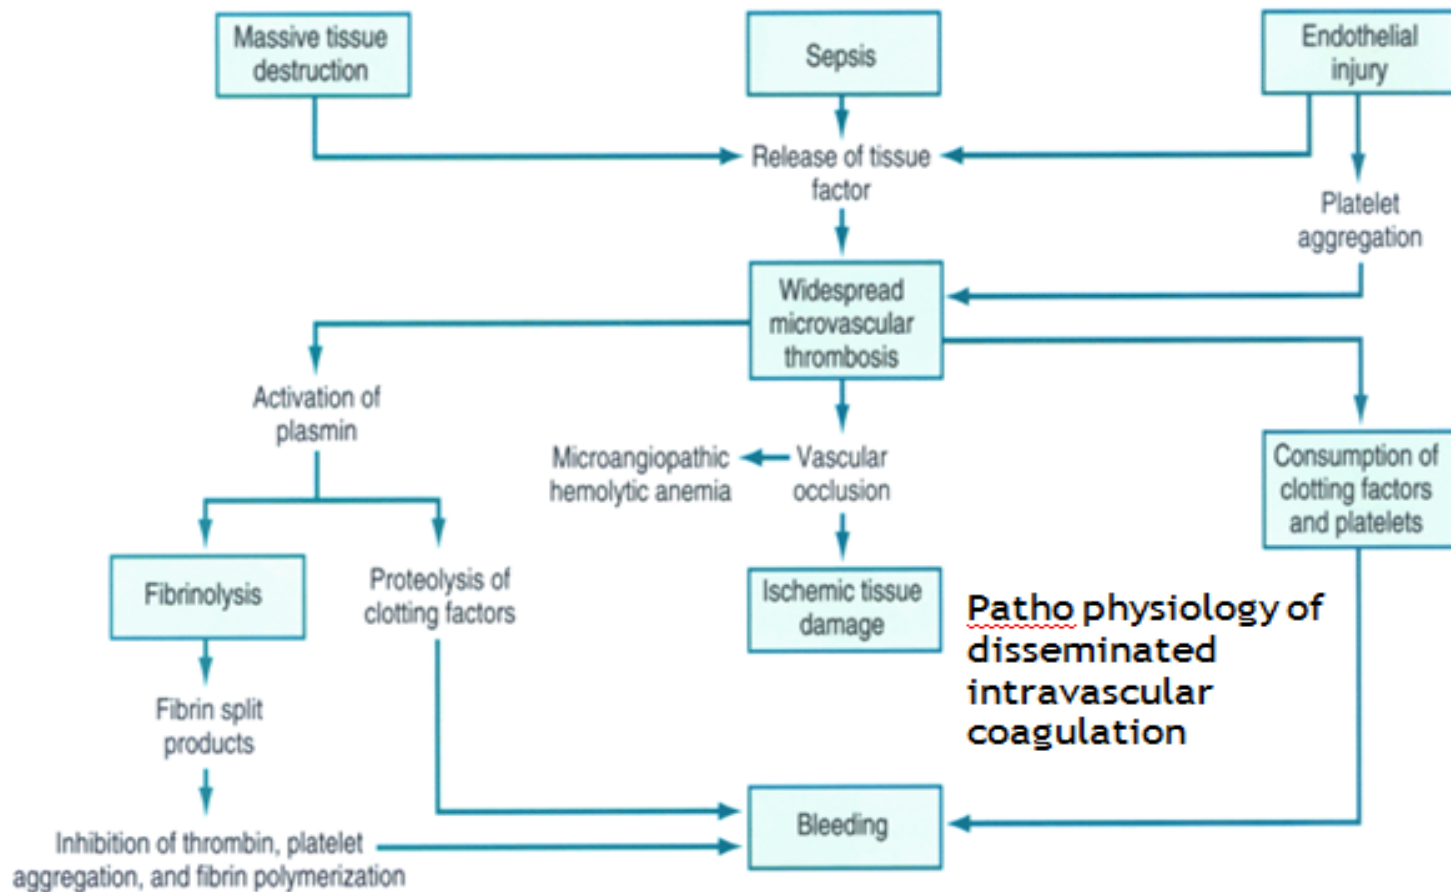 Massive tissue
destruction
Sepsis
Endothelial
injury
Release of tissue
factor
Platelet
aggregation
Widespread
microvascular
thrombosis
Activation of
plasmin
Microangiopathic
hemolytic anemia
Vascular
occlusion
Consumption of
clotting factors
and platelets
Fibrinolysis
Proteolysis of
clotting factors
Ischemic tissue
damage
Patho physiology of
disseminated
intravascular
coagulation
Fibrin split
products
Bleeding
Inhibition of thrombin, platelet
aggregation, and fibrin polymerization